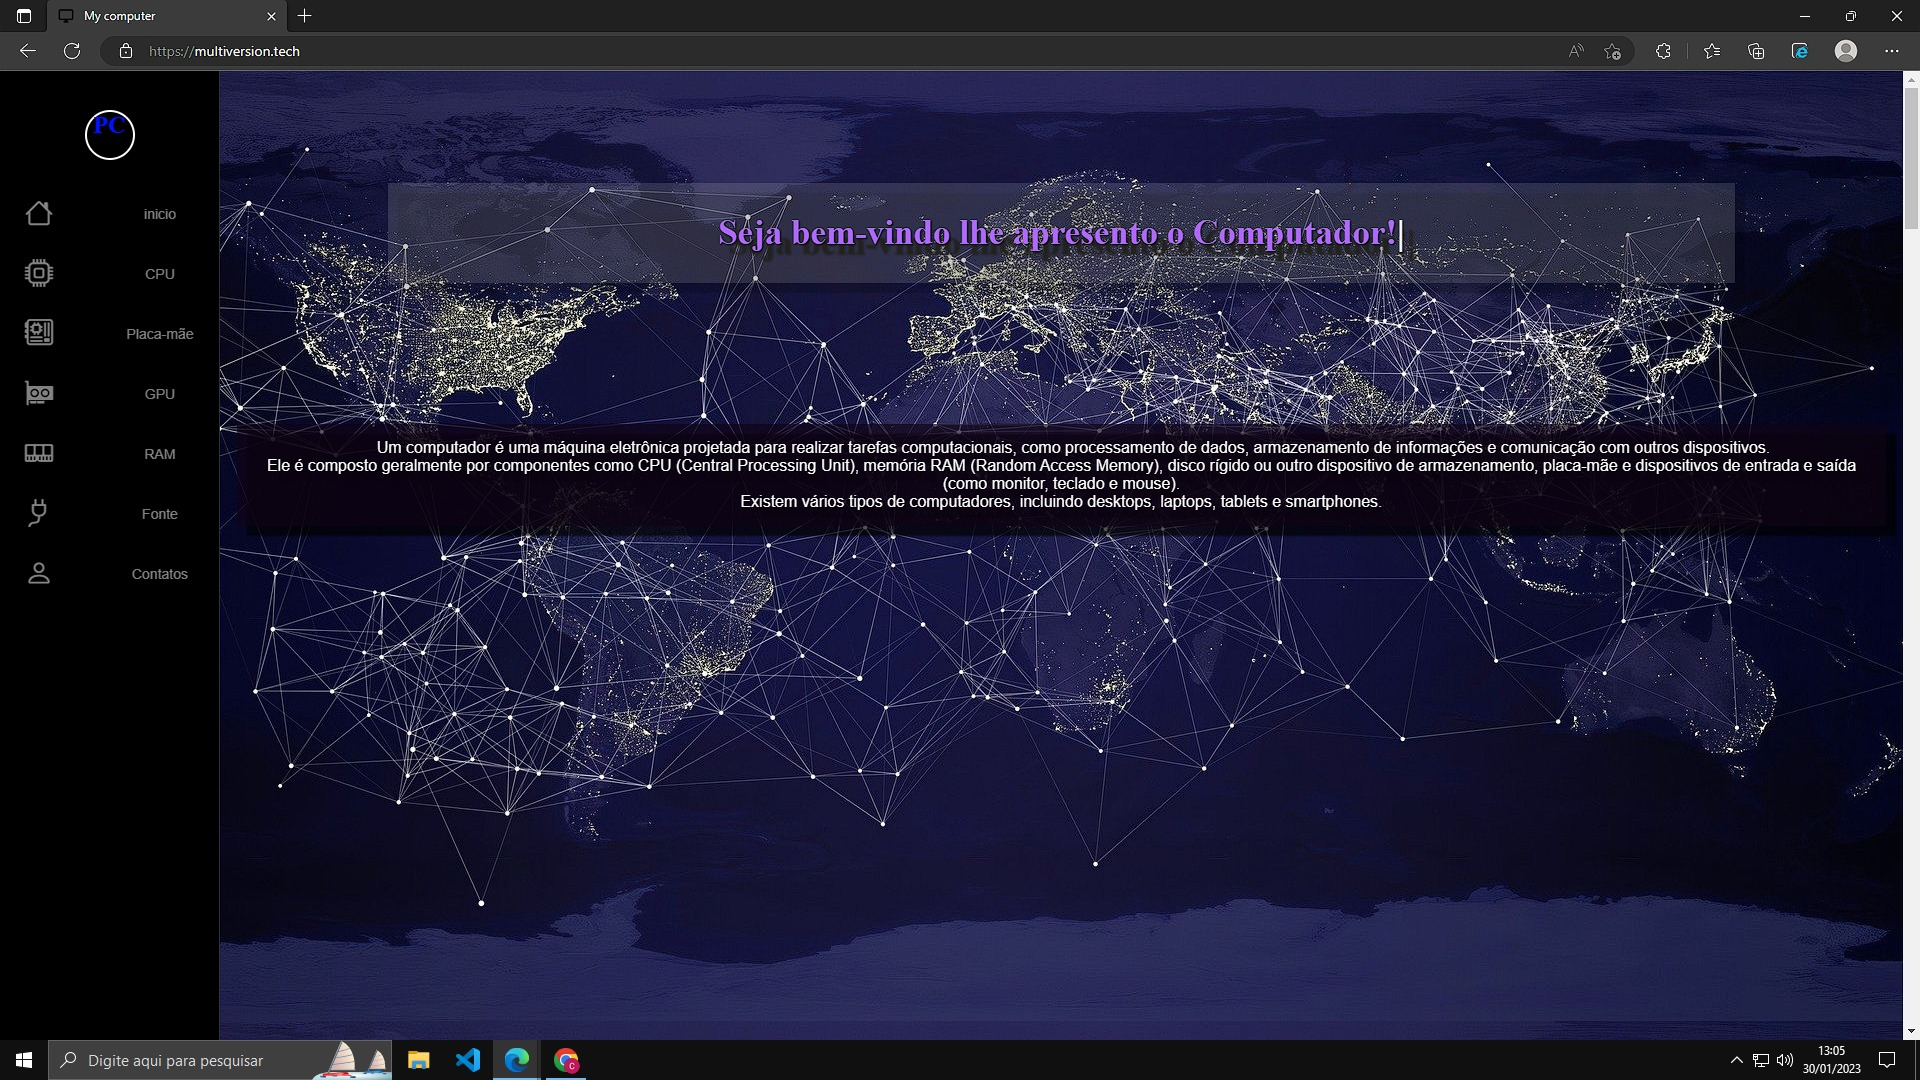 My computer
https://multiversion.tech
PC
inicio
CPU
Placa-mãe
GPU
RAM
Fonte
Contatos
Seja bem-vindo lhe apresento o Computador!|
Um computador é uma máquina eletrônica projetada para realizar tarefas computacionais, como processamento de dados, armazenamento de informações e comunicação com outros dispositivos.
Ele é composto geralmente por componentes como CPU (Central Processing Unit), memória RAM (Random Access Memory), disco rígido ou outro dispositivo de armazenamento, placa-mãe e dispositivos de entrada e saída
(como monitor, teclado e mouse).
Existem vários tipos de computadores, incluindo desktops, laptops, tablets e smartphones.
Digite aqui para pesquisar
13:05
30/01/2023